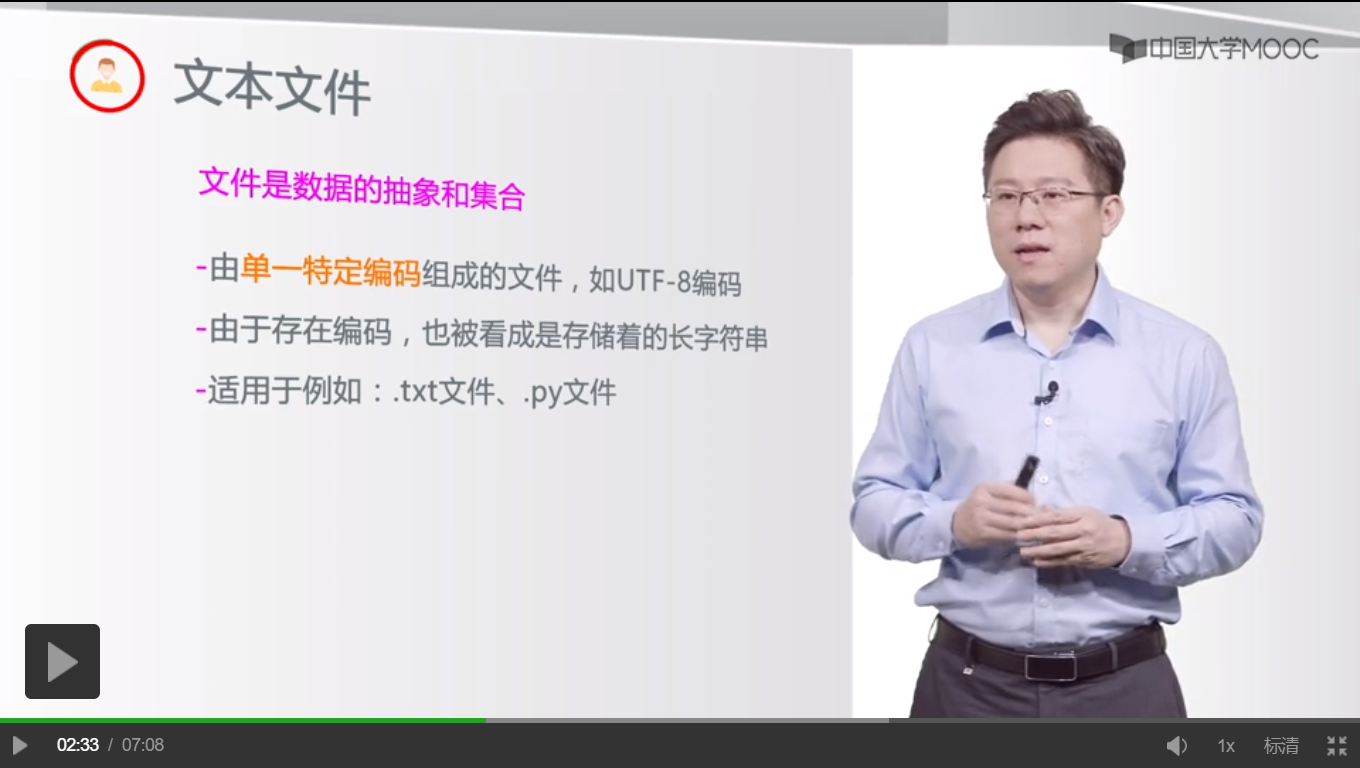 中国大学MOOC
文本文件
文件是数据的抽象和集合
-由单一特定编码组成的文件，如UTF-8编码
-由于存在编码，也被看成是存储着的长字符串
-适用于例如：.txt文件、.py文件
02:33 / 07:08
1x
标清